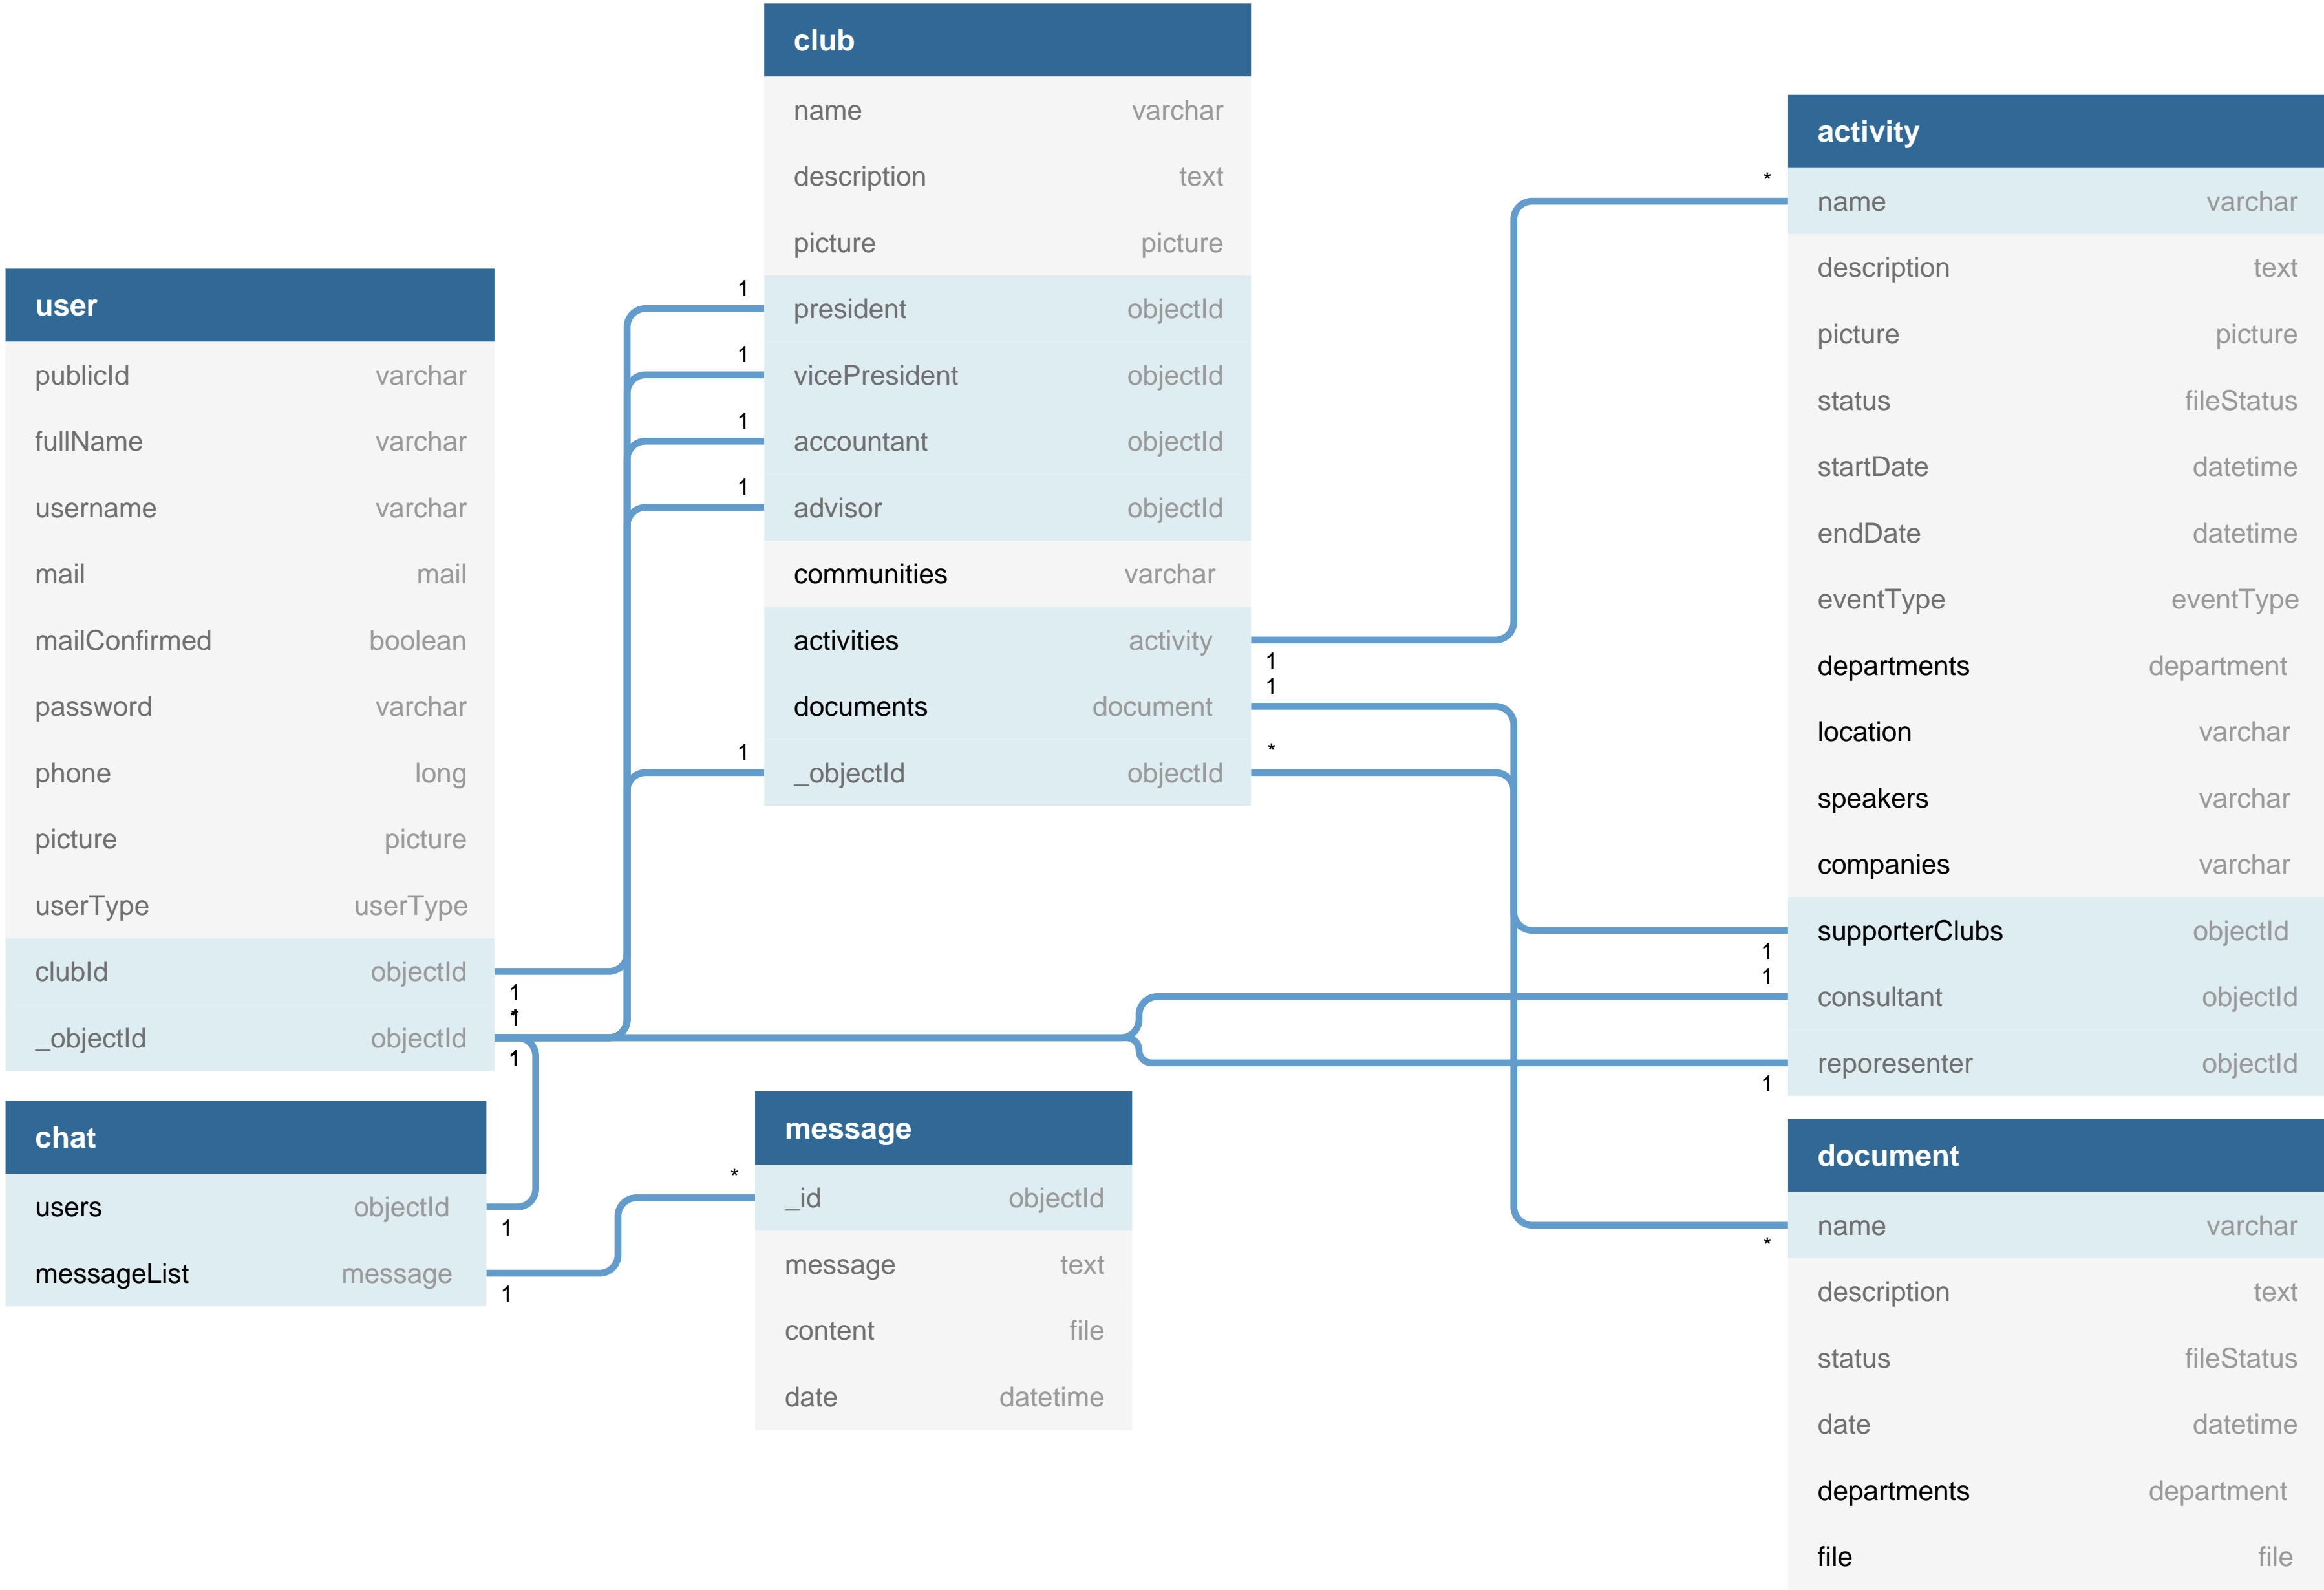 club
name varchar
description text
picture picture
president objectId
vicePresident objectId
accountant objectId
advisor objectId
communities varchar
activities activity
documents document
_objectId objectId
1
1
1
1
1
1
1
*
user
publicId varchar
fullName varchar
username varchar
mail mail
mailConfirmed boolean
password varchar
phone long
picture picture
userType userType
clubId objectId
_objectId objectId
1
*
1
1
activity
name varchar
description text
picture picture
status fileStatus
startDate datetime
endDate datetime
eventType eventType
departments department
location varchar
speakers varchar
companies varchar
supporterClubs objectId
consultant objectId
reporesenter objectId
*
1
1
1
chat
users objectId
messageList message
1
1
message
_id objectId
message text
content file
date datetime
*
document
name varchar
description text
status fileStatus
date datetime
departments department
file file
*